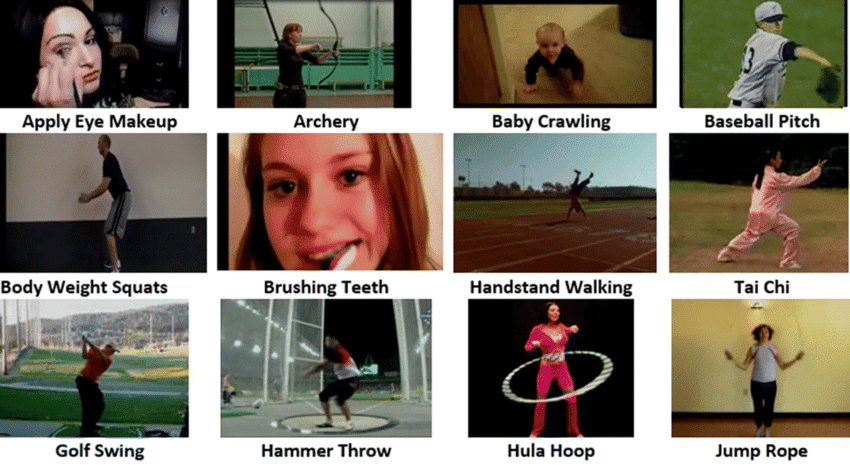 Apply Eye Makeup
Archery
Baby Crawling
Baseball Pitch
13
Body Weight Squats
Brushing Teeth
Handstand Walking
Tai Chi
Golf Swing
Hammer Throw
Hula Hoop
Jump Rope